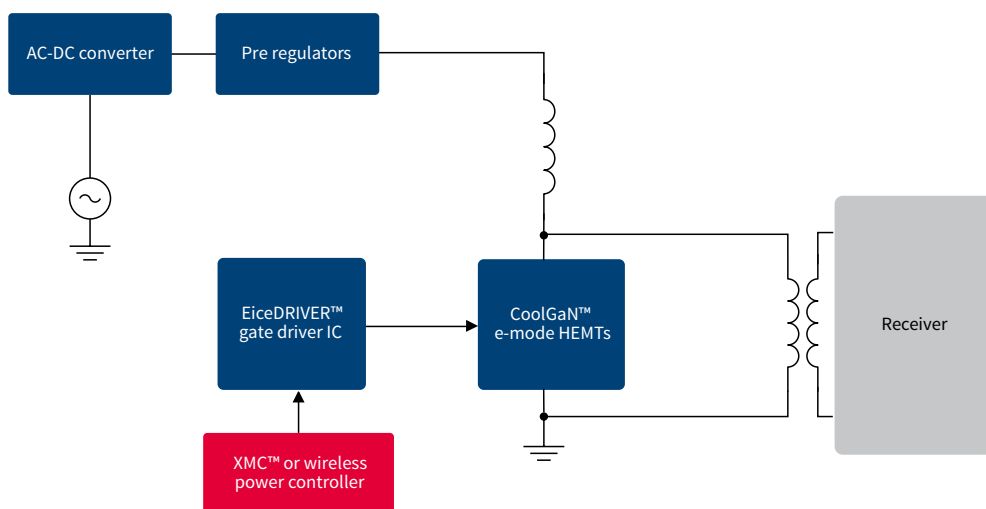 AC-DC converter
Pre regulators
EiceDRIVER™
gate driver IC
CoolGaN™
e-mode HEMTs
Receiver
XMC™ or wireless
power controller